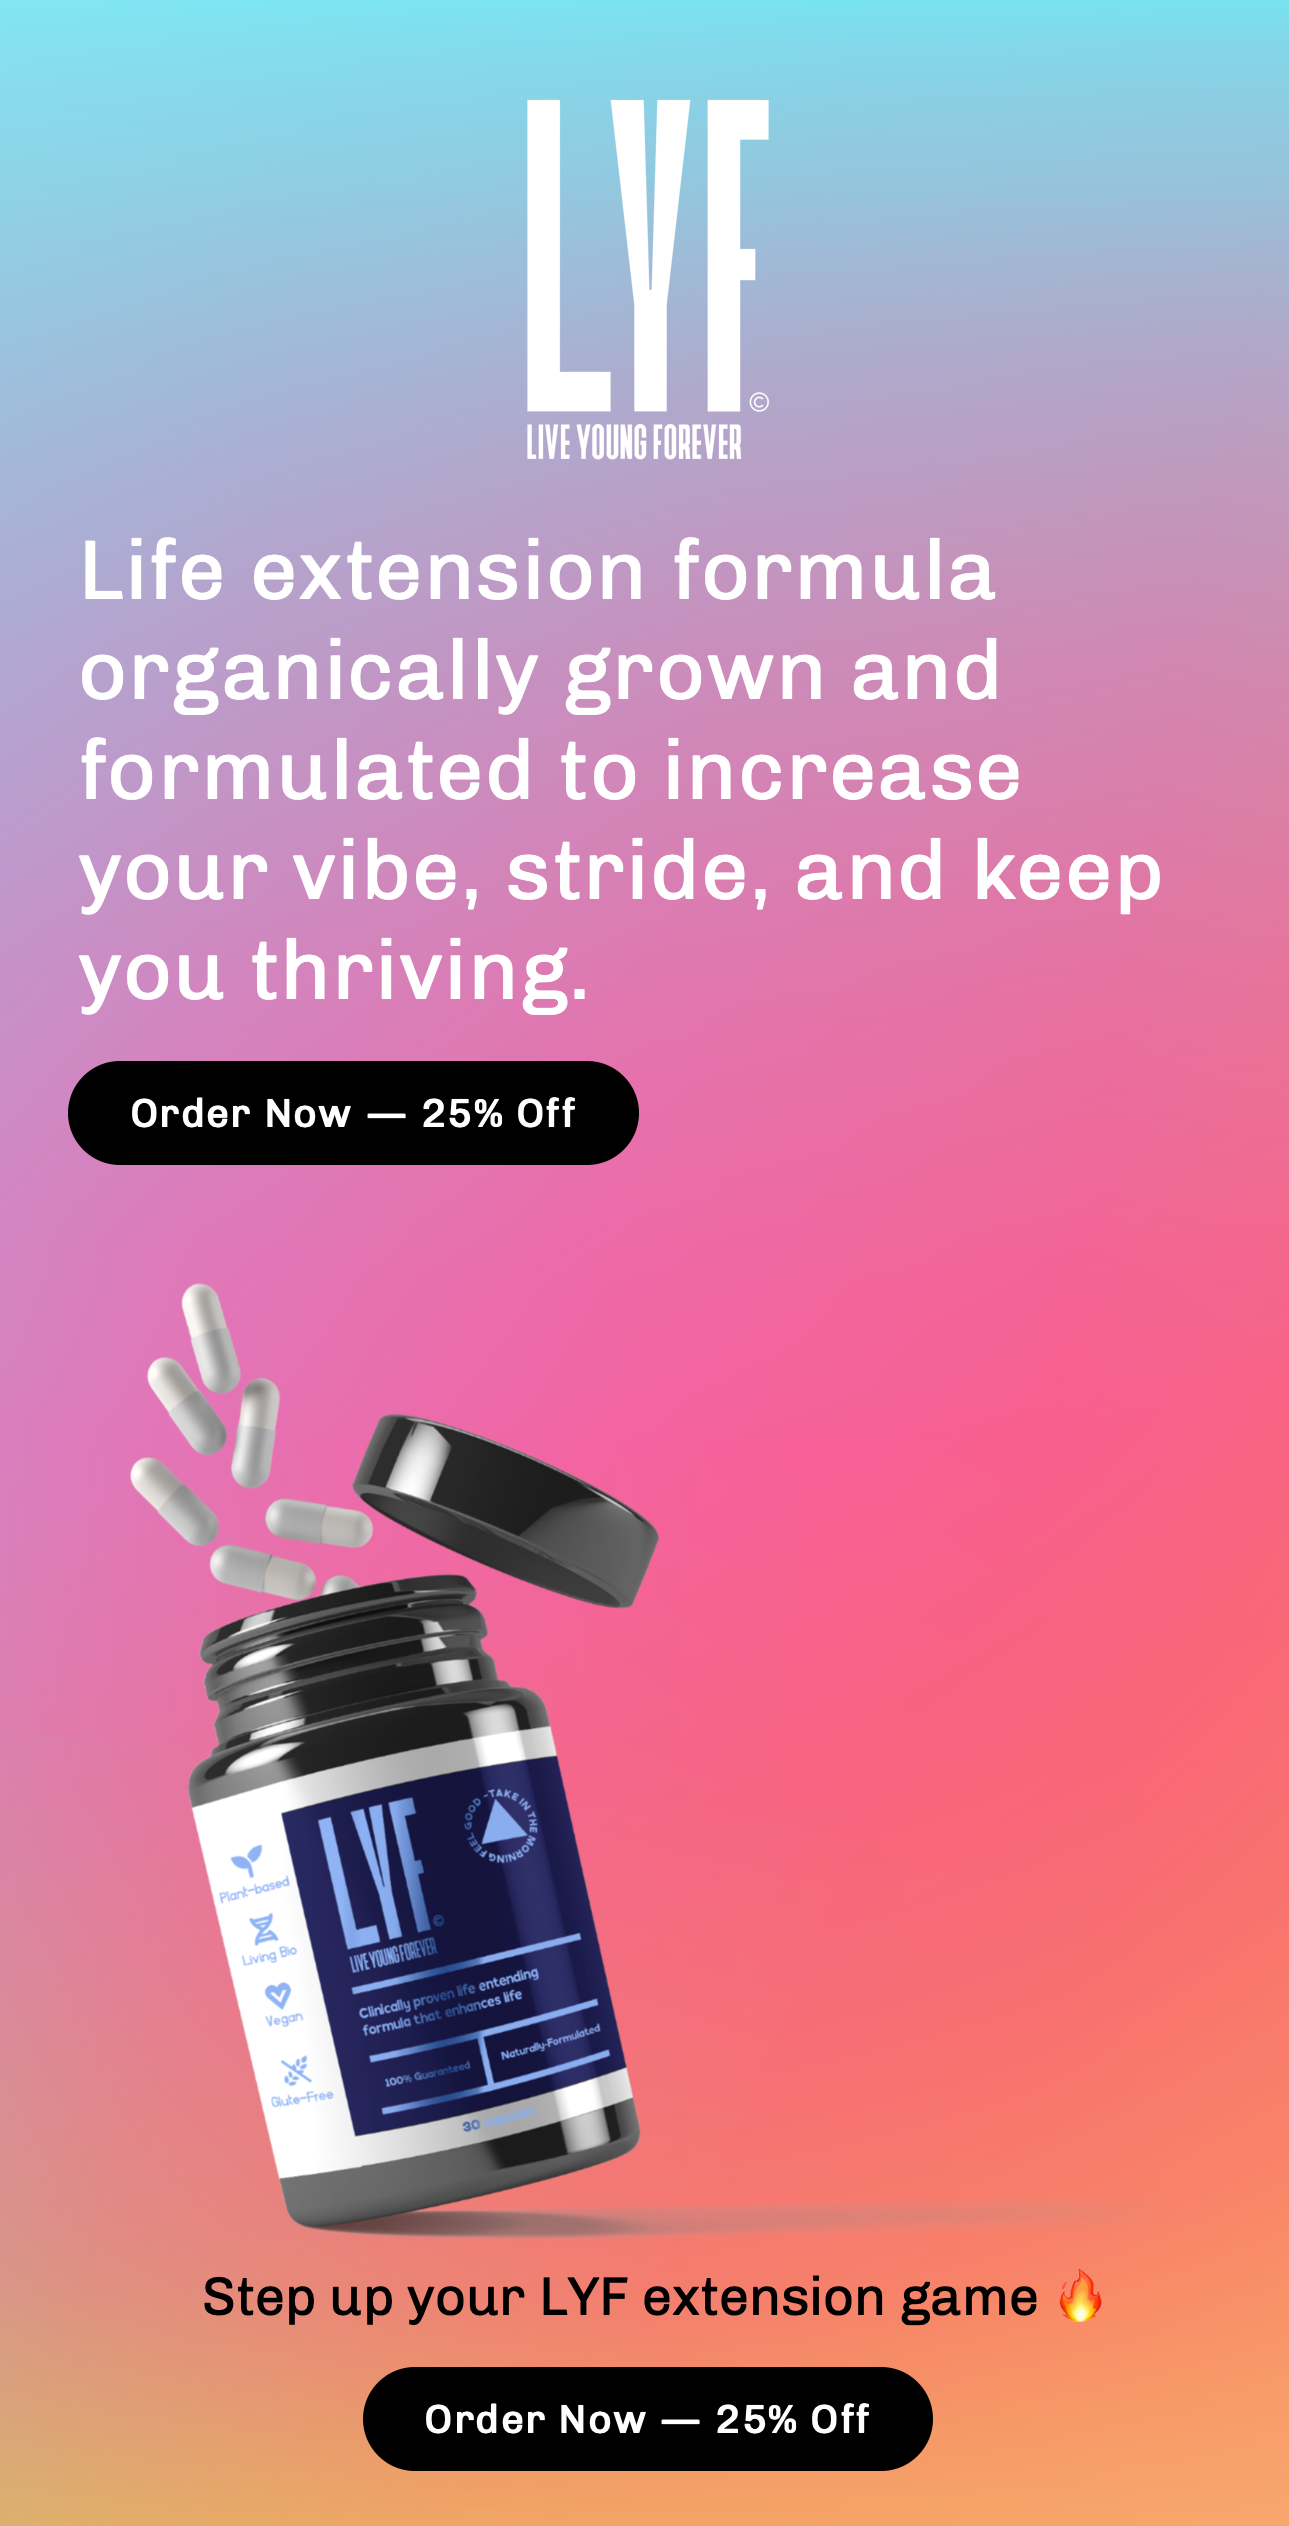 LYF©
LIVE YOUNG FOREVER
Life extension formula
organically grown and
formulated to increase
your vibe, stride, and keep
you thriving.
Order Now — 25% Off
Plant-based
Living Bio
Vegan
Glute-Free
LYF©
LIVE YOUNG FOREVER
TAKE IN THE MORNING FEEL GOOD -
Clinically proven life entending
formula that enhances life
100% Guaranteed
Naturally-Formulated
30
Step up your LYF extension game 🔥
Order Now — 25% Off